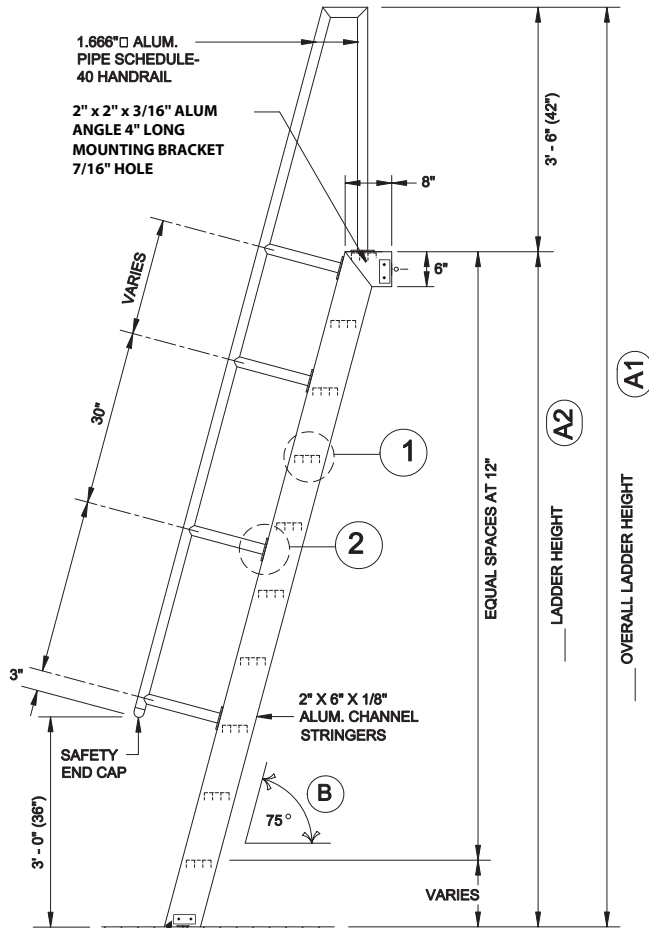 1.666"□ ALUM.
PIPE SCHEDULE-
40 HANDRAIL
2" x 2" x 3/16" ALUM
ANGLE 4" LONG
MOUNTING BRACKET
7/16" HOLE
3' - 6" (42")
8"
6"
VARIES
30"
1
2
A1
A2
EQUAL SPACES AT 12"
LADDER HEIGHT
OVERALL LADDER HEIGHT
3"
2" X 6" X 1/8"
ALUM. CHANNEL
STRINGERS
SAFETY
END CAP
B
75°
3' - 0" (36")
VARIES